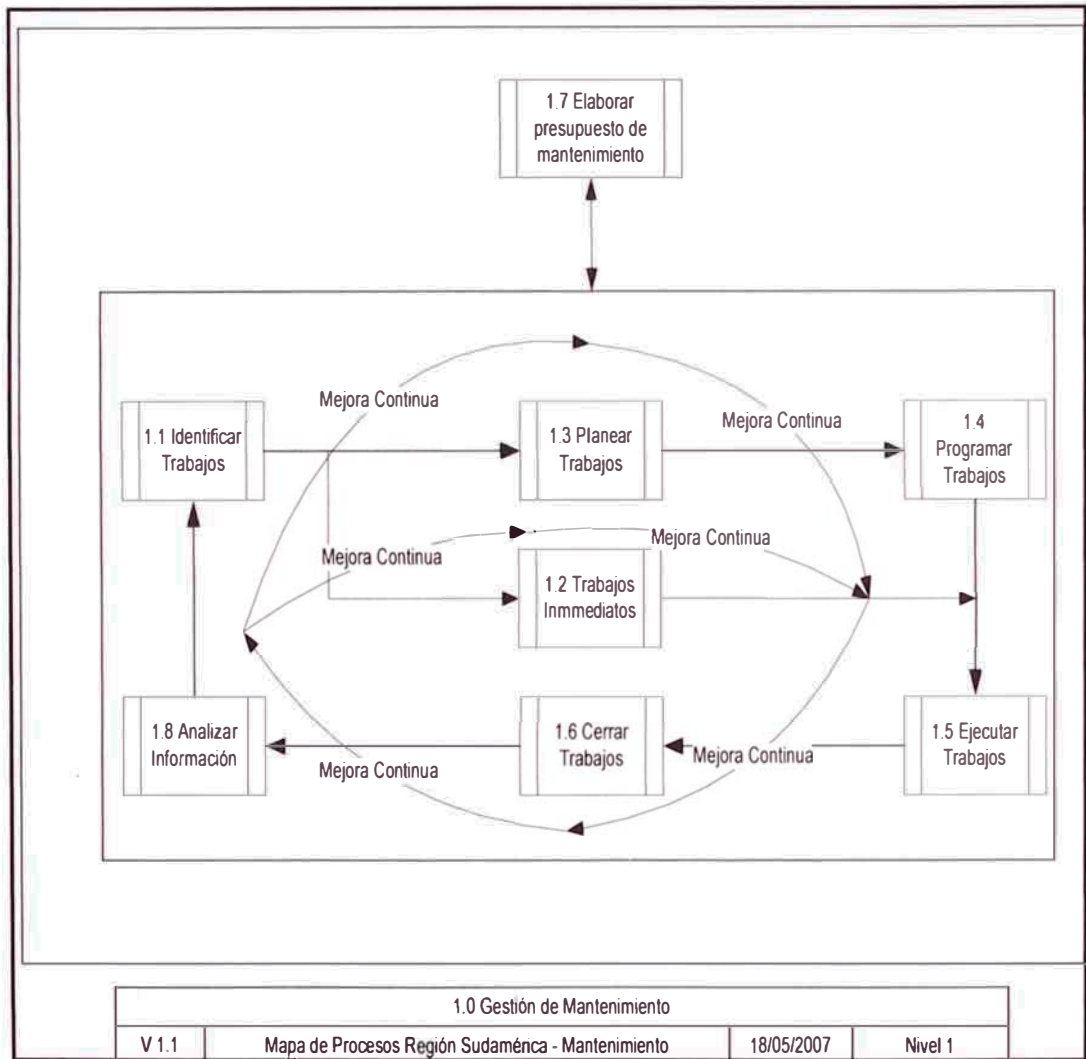 1.7 Elaborar
presupuesto de
mantenimiento
Mejora Continua
1.1 Identificar
Trabajos
1.3 Planear
Trabajos
Mejora Continua
1.4
Programar
Trabajos
Mejora Continua
Mejora Continua
1.2 Trabajos
Inmmediatos
1.8 Analizar
Información
Mejora Continua
1.6 Cerrar
Trabajos
Mejora Continua
1.5 Ejecutar
Trabajos
1.0 Gestión de Mantenimiento
V 1.1 Mapa de Procesos Región Sudamérica - Mantenimiento 18/05/2007 Nivel 1